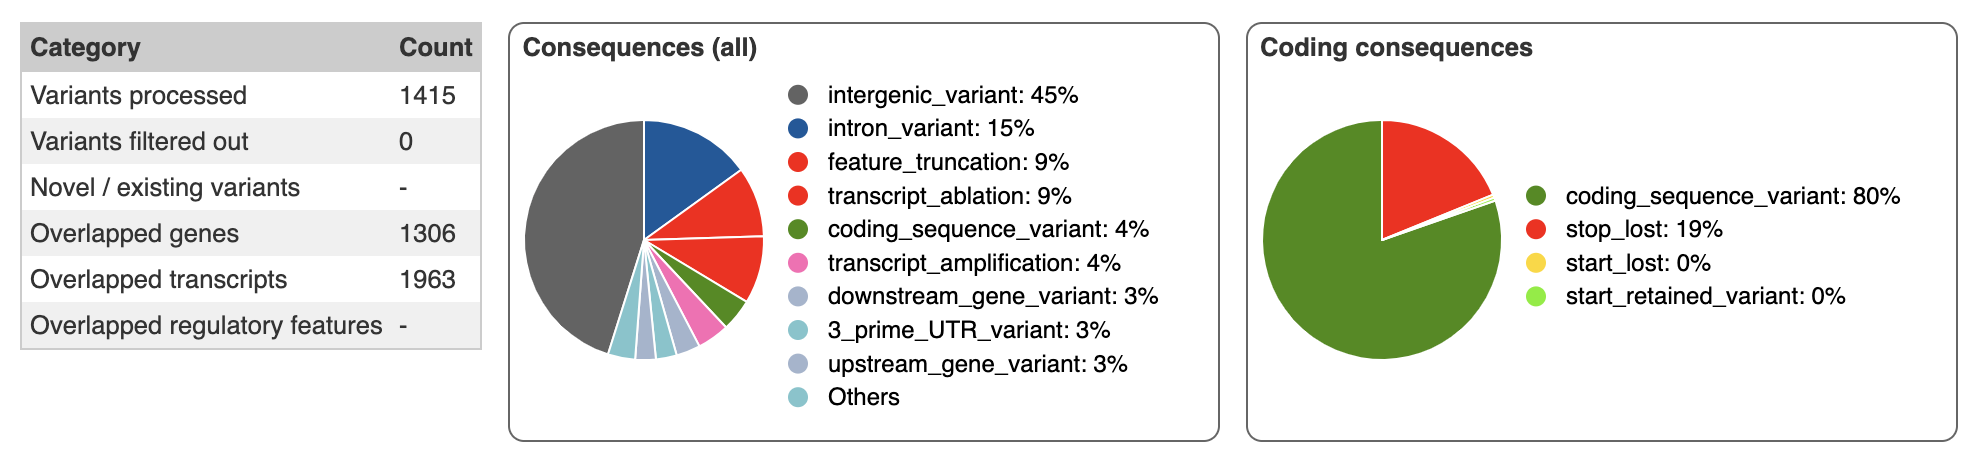 Category Count
Variants processed 1415
Variants filtered out 0
Novel / existing variants -
Overlapped genes 1306
Overlapped transcripts 1963
Overlapped regulatory features -
Consequences (all)
intergenic_variant: 45%
intron_variant: 15%
feature_truncation: 9%
transcript_ablation: 9%
coding_sequence_variant: 4%
transcript_amplification: 4%
downstream_gene_variant: 3%
3_prime_UTR_variant: 3%
upstream_gene_variant: 3%
Others
Coding consequences
coding_sequence_variant: 80%
stop_lost: 19%
start_lost: 0%
start_retained_variant: 0%